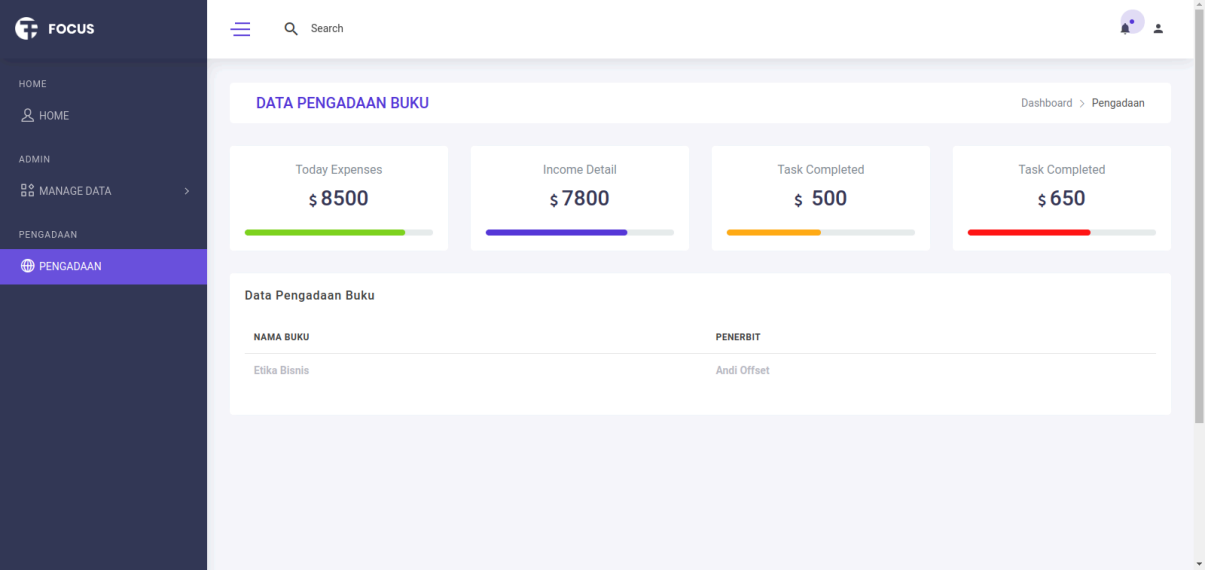 FOCUS
Search
HOME
HOME
ADMIN
MANAGE DATA
PENGADAAN
PENGADAAN
DATA PENGADAAN BUKU
Dashboard > Pengadaan
Today Expenses
$ 8500
Income Detail
$ 7800
Task Completed
$ 500
Task Completed
$ 650
Data Pengadaan Buku
NAMA BUKU PENERBIT
Etika Bisnis Andi Offset